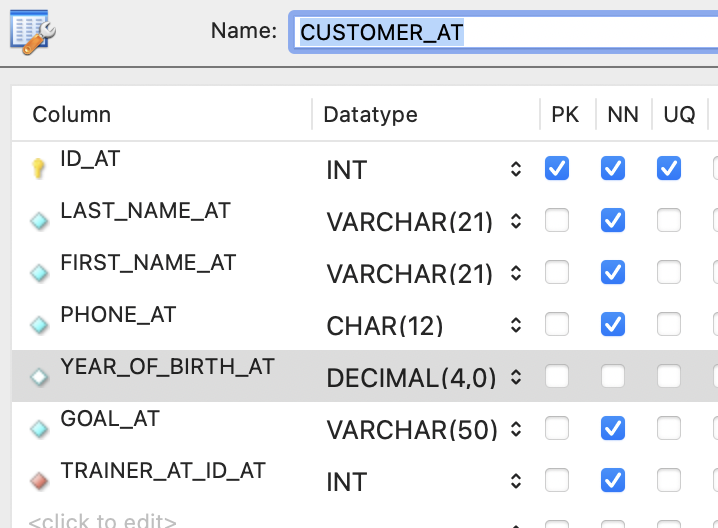 Name: CUSTOMER_AT
Column Datatype PK NN UQ
ID_AT INT
LAST_NAME_AT VARCHAR(21)
FIRST_NAME_AT VARCHAR(21)
PHONE_AT CHAR(12)
YEAR_OF_BIRTH_AT DECIMAL(4,0)
GOAL_AT VARCHAR(50)
TRAINER_AT_ID_AT INT
<click to edit>